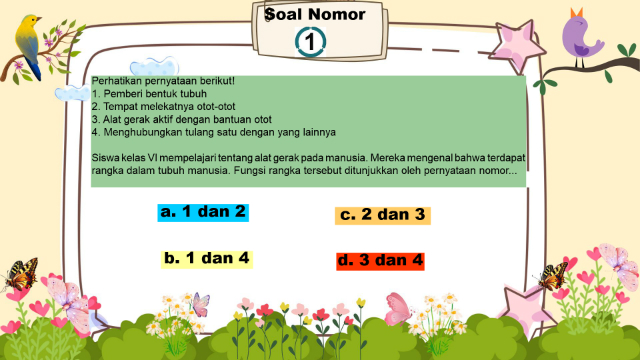 Soal Nomor
1
Perhatikan pernyataan berikut!
1. Pemberi bentuk tubuh
2. Tempat melekatnya otot-otot
3. Alat gerak aktif dengan bantuan otot
4. Menghubungkan tulang satu dengan yang lainnya
Siswa kelas VI mempelajari tentang alat gerak pada manusia. Mereka mengenal bahwa terdapat
rangka dalam tubuh manusia. Fungsi rangka tersebut ditunjukkan oleh pernyataan nomor...
a. 1 dan 2
c. 2 dan 3
b. 1 dan 4
d. 3 dan 4